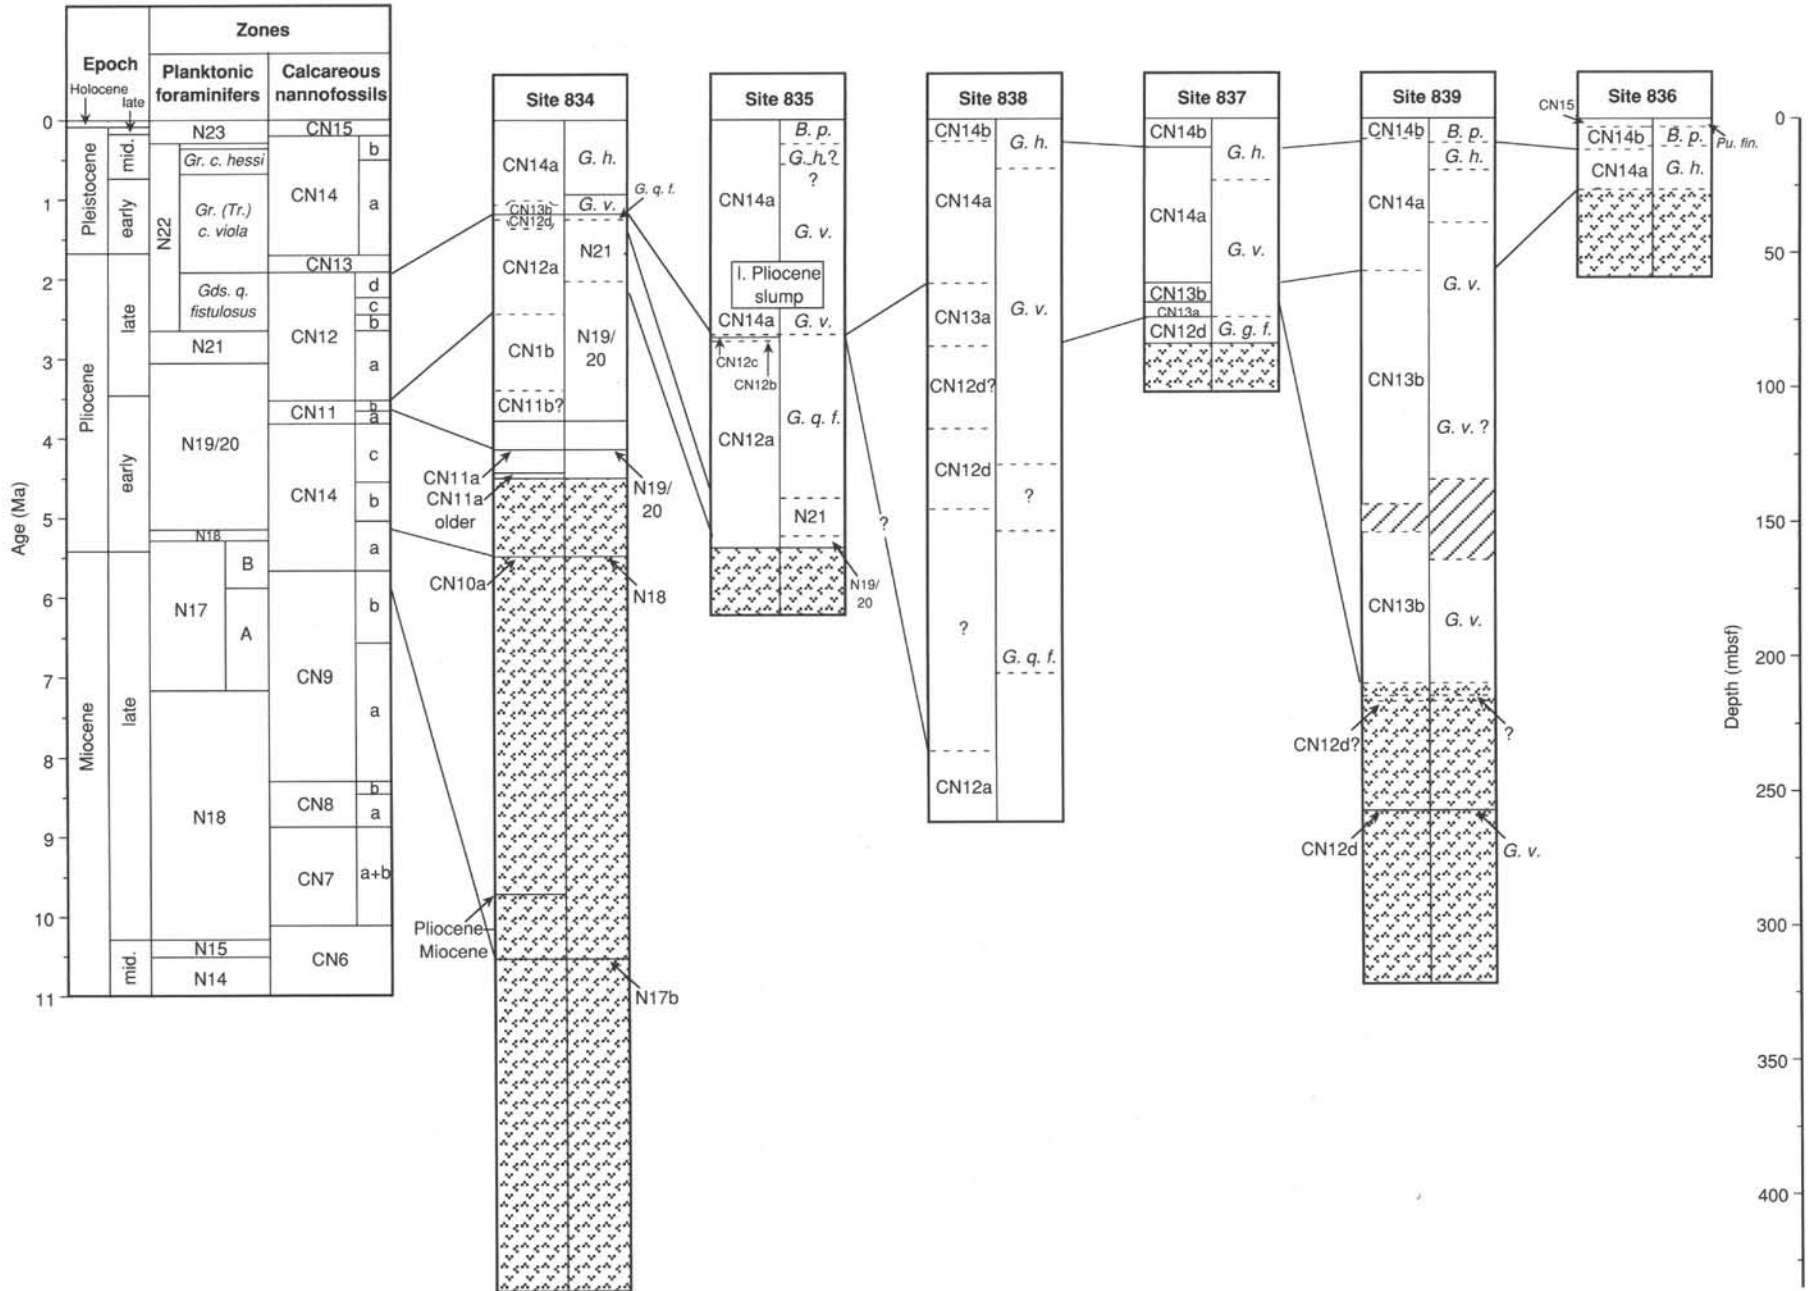 Zones
Epoch
Planktonic
foraminifers
Calcareous
nannofossils
Holocene
late
Age (Ma)
0
1
2
3
4
5
6
7
8
9
10
11
Pleistocene
Pliocene
Miocene
mid.
early
late
early
late
mid.
N23
N22
Gr. c. hessi
Gr. (Tr.)
c. viola
Gds. q.
fistulosus
N21
N19/20
N18
N17
B
A
N18
N15
N14
CN15
CN14
b
a
CN13
CN12
d
c
b
a
CN11
b
a
CN14
c
b
a
CN9
b
a
CN8
b
a
CN7
a+b
CN6
Site 834
CN14a
G. h.
G. q. f.
CN13b
G. v.
CN12d
N21
CN12a
CN1b
N19/
20
CN11b?
CN11a
CN11a
older
N19/
20
CN10a
N18
Pliocene
Miocene
N17b
Site 835
B. p.
G. h.?
?
CN14a
G. v.
l. Pliocene
slump
CN14a
G. v.
CN12c
CN12b
G. q. f.
CN12a
N21
N19/
20
?
Site 838
CN14b
G. h.
CN14a
CN13a
G. v.
CN12d?
CN12d
?
?
G. q. f.
CN12a
Site 837
CN14b
G. h.
CN14a
G. v.
CN13b
CN13a
CN12d
G. g. f.
Site 839
CN14b
B. p.
G. h.
CN14a
G. v.
CN13b
G. v. ?
CN13b
G. v.
CN12d?
?
CN12d
G. v.
Site 836
CN15
CN14b
B. p.
Pu. fin.
CN14a
G. h.
Depth (mbsf)
0
50
100
150
200
250
300
350
400